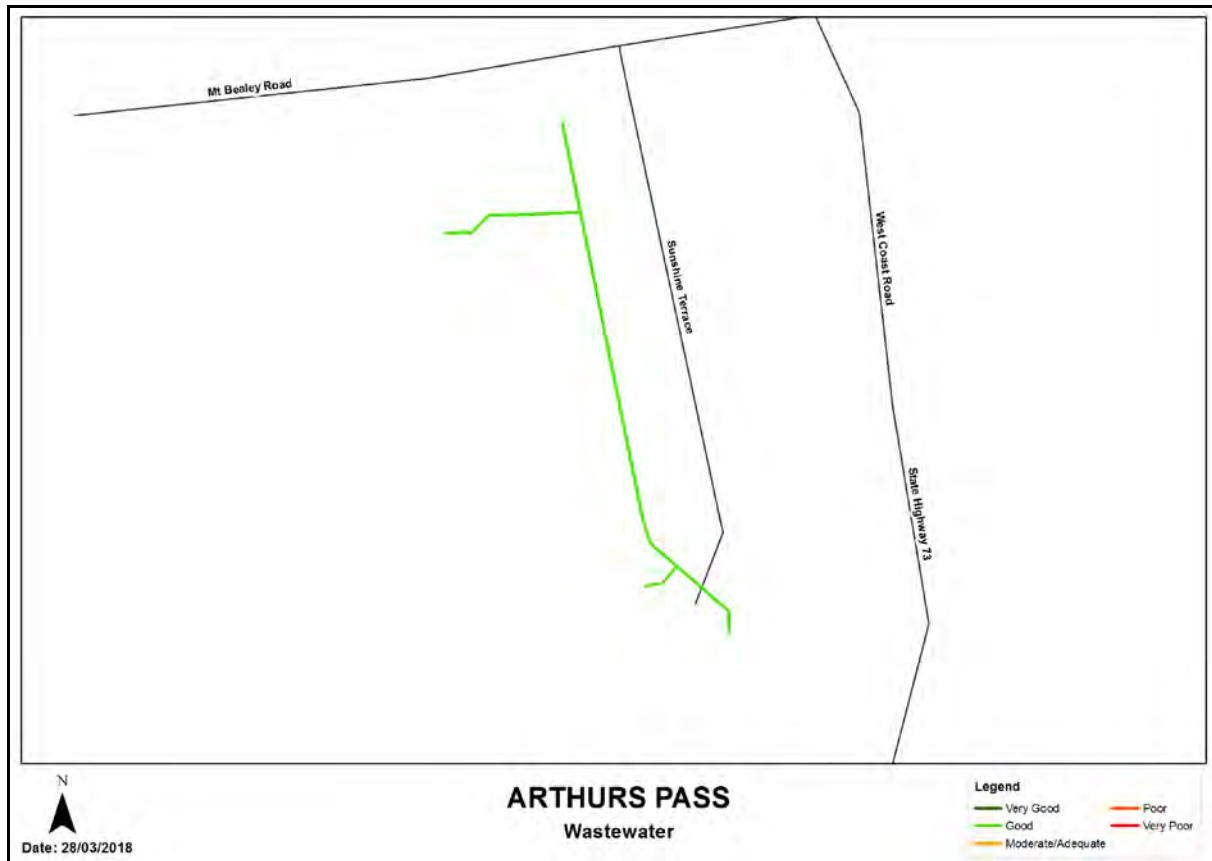 Mt Bealey Road
Sunshine Terrace
West Coast Road
State Highway 73
N
Date: 28/03/2018
ARTHURS PASS
Wastewater
Legend
Very Good
Good
Moderate/Adequate
Poor
Very Poor